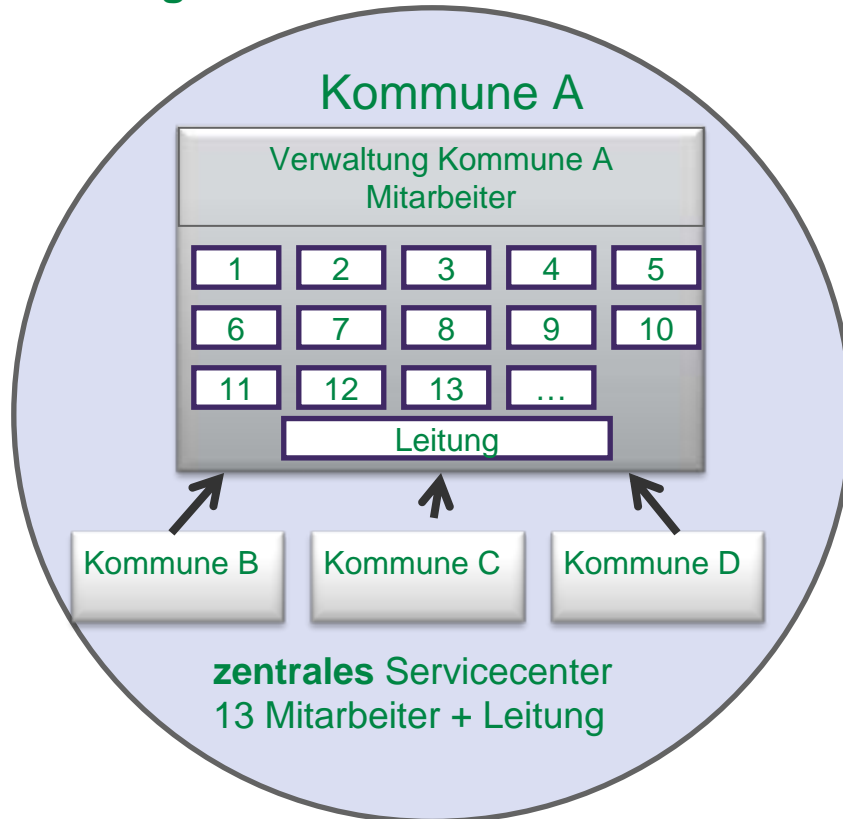 Kommune A
Verwaltung Kommune A
Mitarbeiter
1 2 3 4 5
6 7 8 9 10
11 12 13 ...
Leitung
Kommune B Kommune C Kommune D
zentrales Servicecenter
13 Mitarbeiter + Leitung